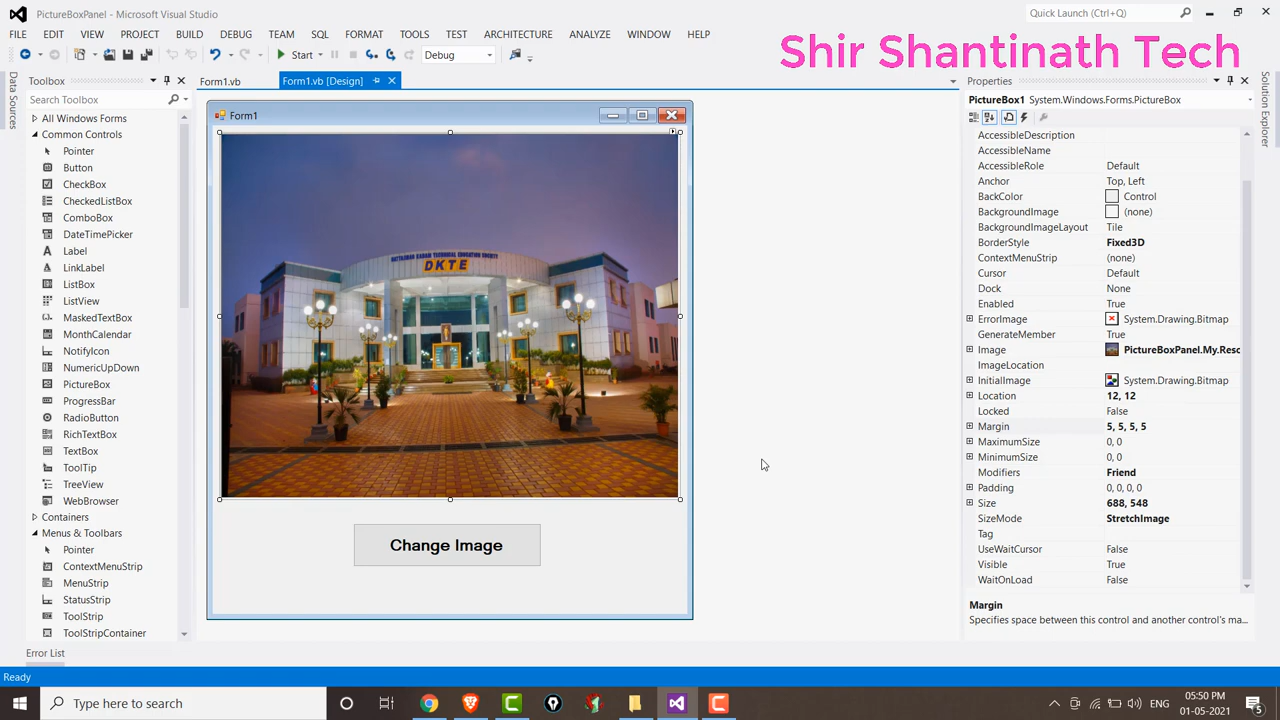 PictureBoxPanel - Microsoft Visual Studio
Quick Launch (Ctrl+Q)
FILE EDIT VIEW PROJECT BUILD DEBUG TEAM SQL FORMAT TOOLS TEST ARCHITECTURE ANALYZE WINDOW HELP
Shir Shantinath Tech
Start Debug
Data Sources
Toolbox
Search Toolbox
All Windows Forms
Common Controls
Pointer
Button
CheckBox
CheckedListBox
ComboBox
DateTimePicker
Label
LinkLabel
ListBox
ListView
MaskedTextBox
MonthCalendar
NotifyIcon
NumericUpDown
PictureBox
ProgressBar
RadioButton
RichTextBox
TextBox
ToolTip
TreeView
WebBrowser
Containers
Menus & Toolbars
Pointer
ContextMenuStrip
MenuStrip
StatusStrip
ToolStrip
ToolStripContainer
Form1.vb Form1.vb [Design]
Form1
DKTE
Change Image
Properties
PictureBox1 System.Windows.Forms.PictureBox
AccessibleDescription
AccessibleName
AccessibleRole Default
Anchor Top, Left
BackColor Control
BackgroundImage (none)
BackgroundImageLayout Tile
BorderStyle Fixed3D
ContextMenuStrip (none)
Cursor Default
Dock None
Enabled True
ErrorImage System.Drawing.Bitmap
GenerateMember True
Image PictureBoxPanel.My.Resc
ImageLocation
InitialImage System.Drawing.Bitmap
Location 12, 12
Locked False
Margin 5, 5, 5, 5
MaximumSize 0, 0
MinimumSize 0, 0
Modifiers Friend
Padding 0, 0, 0, 0
Size 688, 548
SizeMode StretchImage
Tag
UseWaitCursor False
Visible True
WaitOnLoad False
Margin
Specifies space between this control and another control's ma...
Solution Explorer
Error List
Ready
Type here to search
ENG
05:50 PM
01-05-2021
5